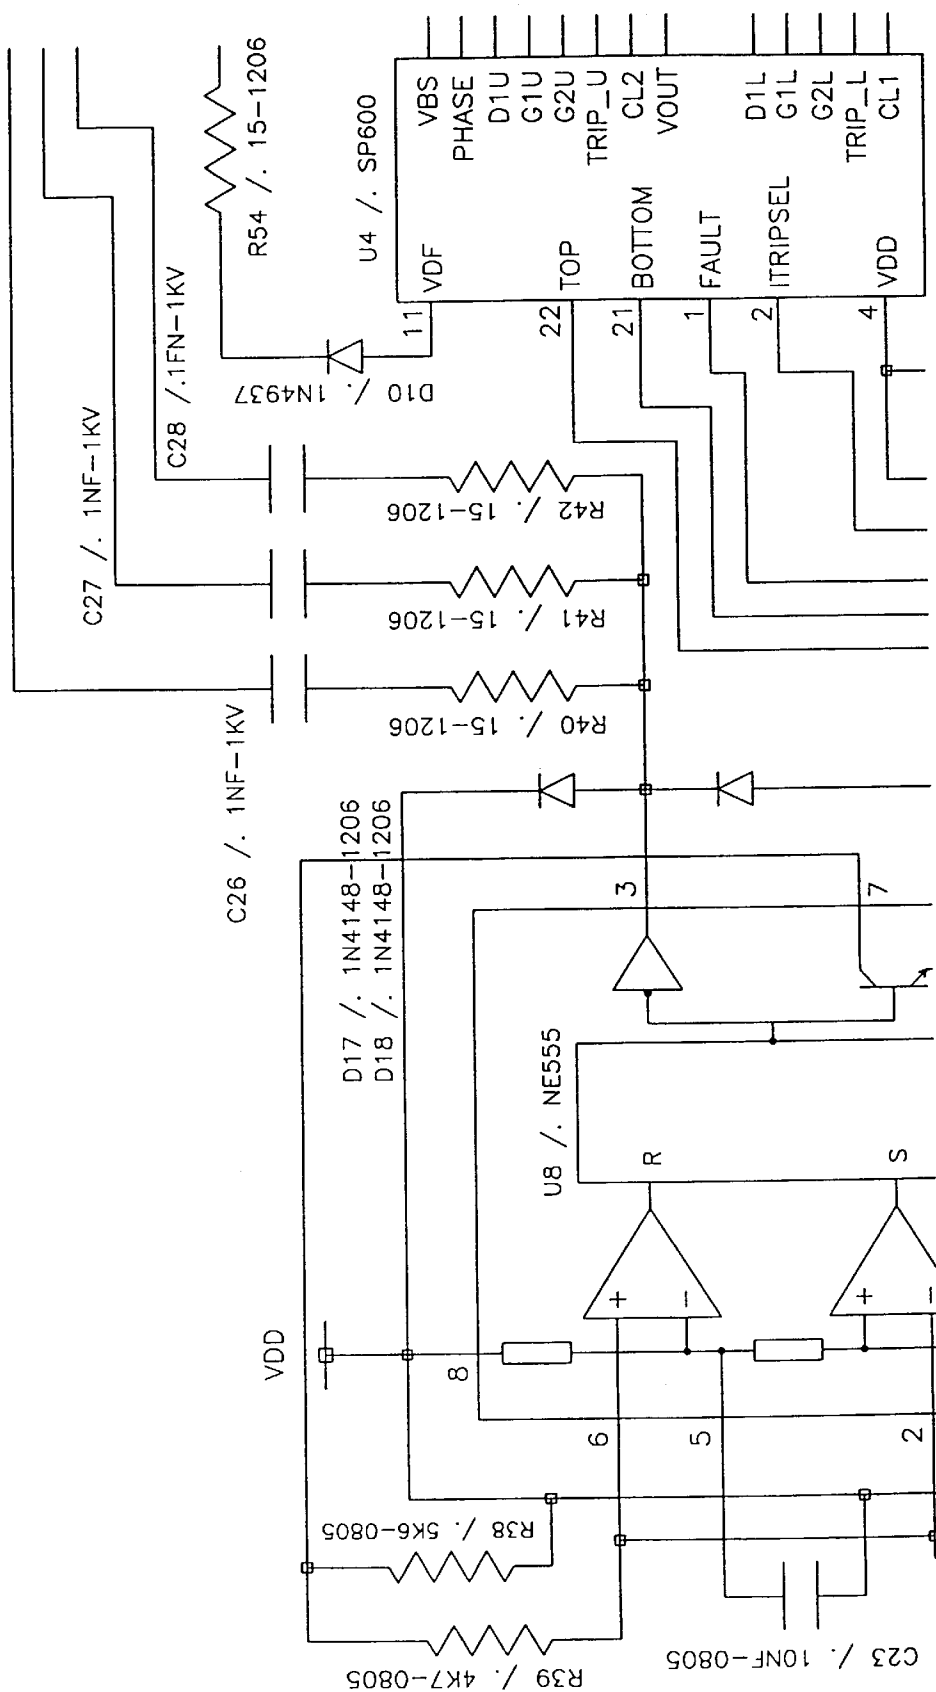 R54 /. 15-1206
U4 /. SP600
VBS
PHASE
D1U
G1U
G2U
TRIP_U
CL2
VOUT
D1L
G1L
G2L
TRIP_L
CL1
VDF
TOP
BOTTOM
FAULT
ITRIPSEL
VDD
11
22
21
1
2
4
D10 /. 1N4937
C28 /.1FN-1KV
C27 /. 1NF-1KV
C26 /. 1NF-1KV
R42 /. 15-1206
R41 /. 15-1206
R40 /. 15-1206
D17 /. 1N4148-1206
D18 /. 1N4148-1206
3
7
U8 /. NE555
R
S
+
-
+
-
VDD
8
6
5
2
R38 /. 5K6-0805
R39 /. 4K7-0805
C23 /. 10NF-0805